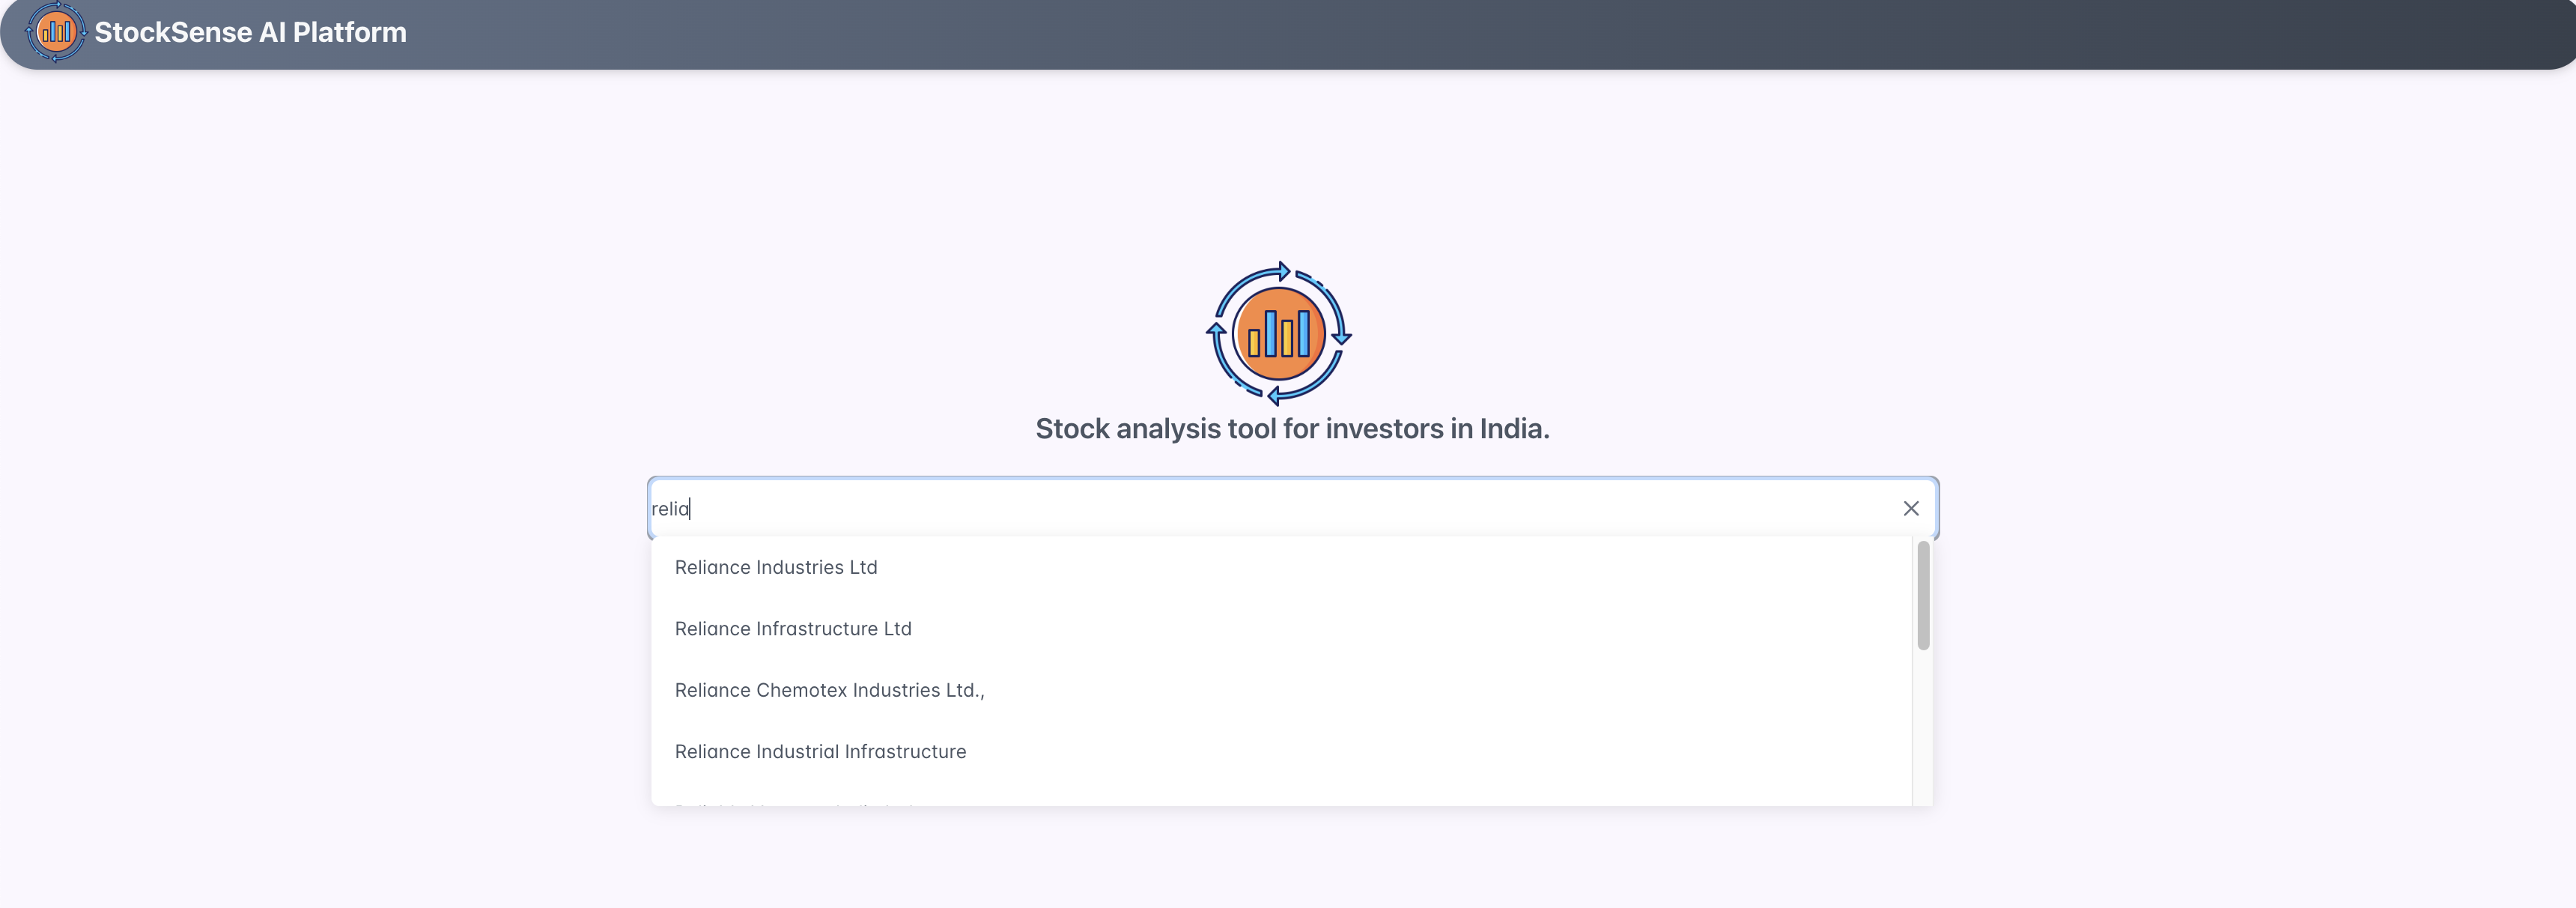 StockSense AI Platform
Stock analysis tool for investors in India.
relia
Reliance Industries Ltd
Reliance Infrastructure Ltd
Reliance Chemotex Industries Ltd.,
Reliance Industrial Infrastructure